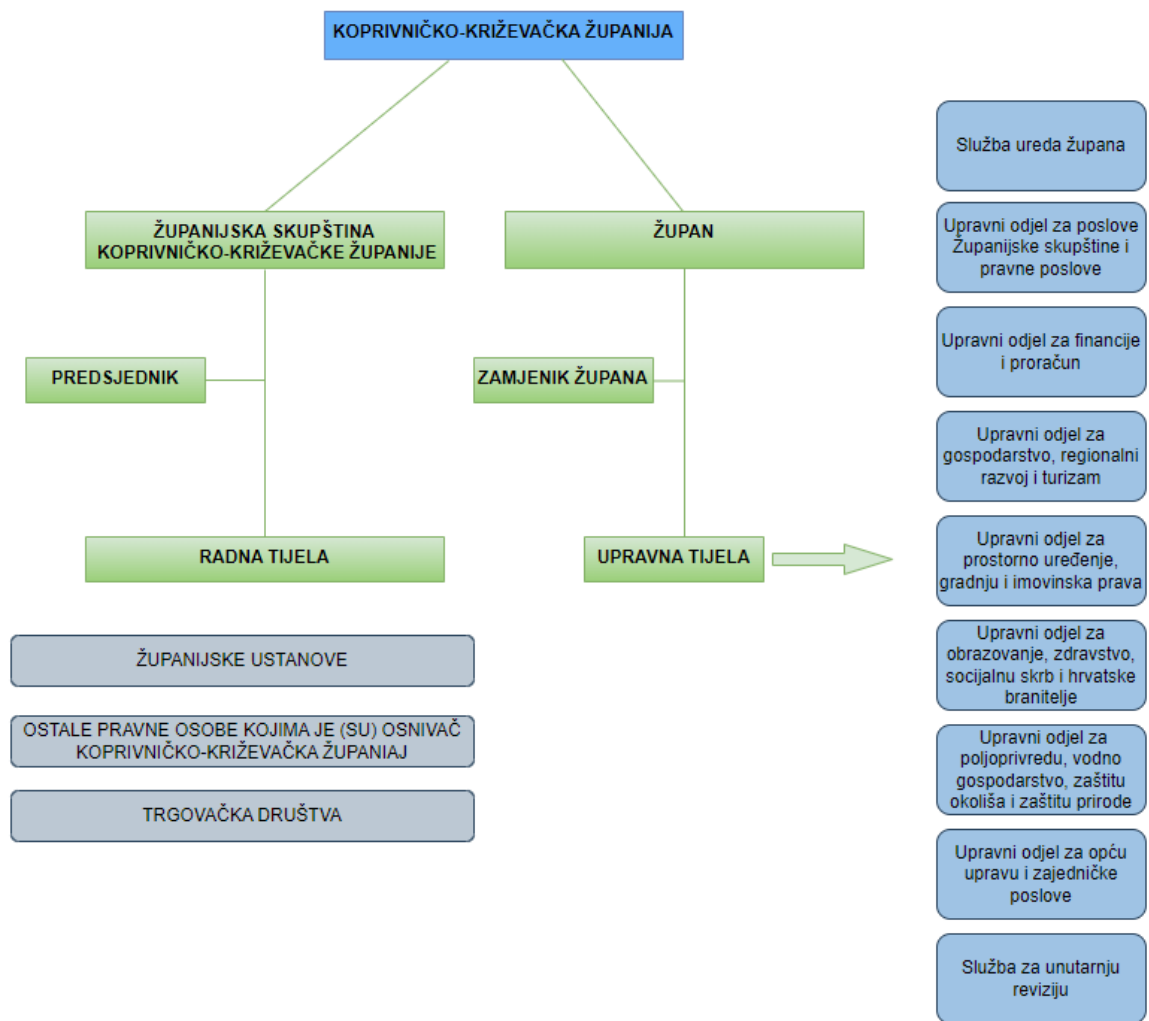 KOPRIVNIČKO-KRIŽEVAČKA ŽUPANIJA
ŽUPANIJSKA SKUPŠTINA
KOPRIVNIČKO-KRIŽEVAČKE ŽUPANIJE
ŽUPAN
PREDSJEDNIK
ZAMJENIK ŽUPANA
RADNA TIJELA
UPRAVNA TIJELA
ŽUPANIJSKE USTANOVE
OSTALE PRAVNE OSOBE KOJIMA JE (SU) OSNIVAČ
KOPRIVNIČKO-KRIŽEVAČKA ŽUPANIAJ
TRGOVAČKA DRUŠTVA
Služba ureda župana
Upravni odjel za poslove
Županijske skupštine i
pravne poslove
Upravni odjel za financije
i proračun
Upravni odjel za
gospodarstvo, regionalni
razvoj i turizam
Upravni odjel za
prostorno uređenje,
gradnju i imovinska prava
Upravni odjel za
obrazovanje, zdravstvo,
socijalnu skrb i hrvatske
branitelje
Upravni odjel za
poljoprivredu, vodno
gospodarstvo, zaštitu
okoliša i zaštitu prirode
Upravni odjel za opću
upravu i zajedničke
poslove
Služba za unutarnju
reviziju